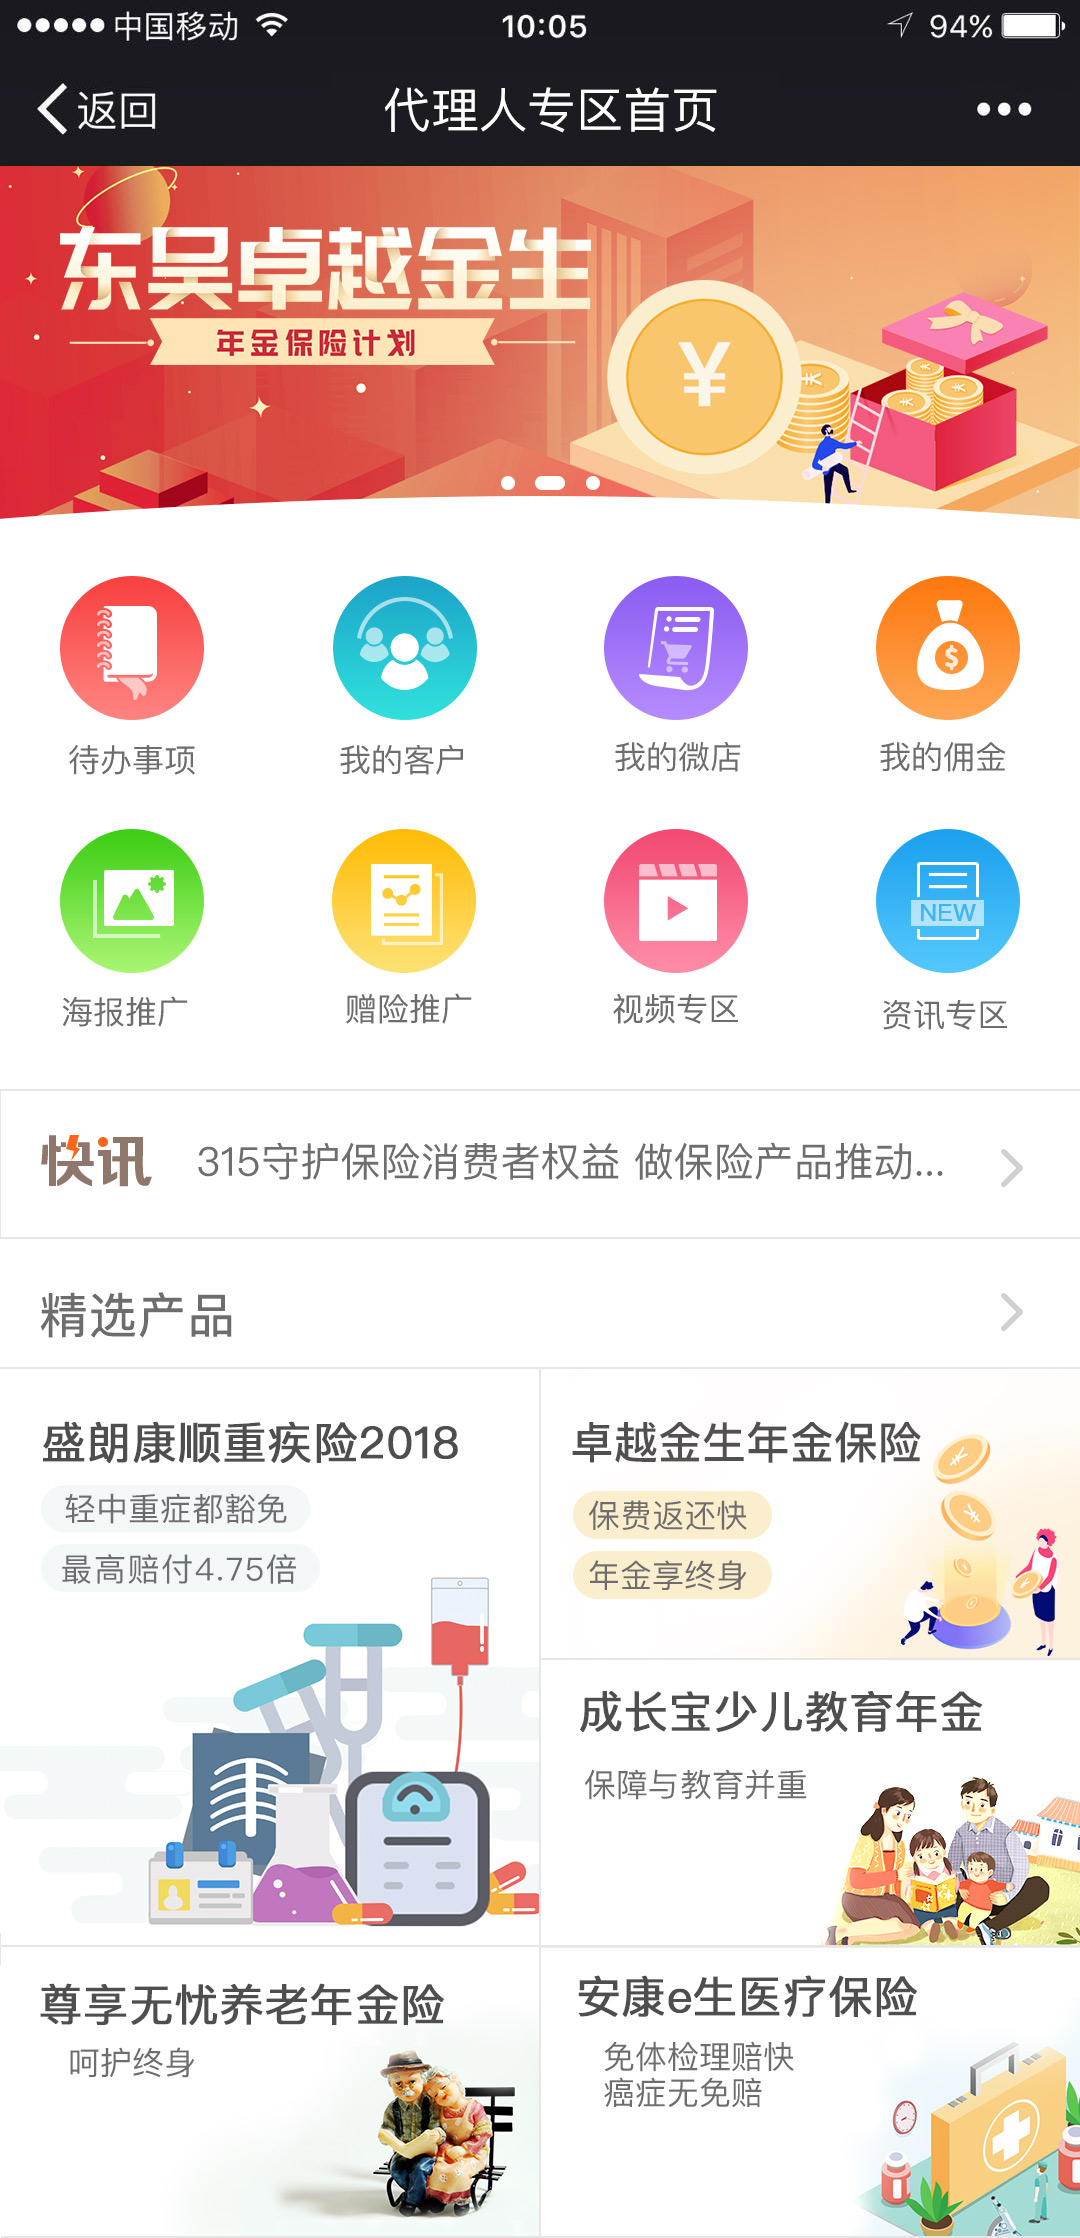 中国移动 10:05 94%
返回 代理人专区首页
东吴卓越金生
年金保险计划
待办事项 我的客户 我的微店 我的佣金
NEW
海报推广 赠险推广 视频专区 资讯专区
快讯 315守护保险消费者权益 做保险产品推动...
精选产品
盛朗康顺重疾险2018
轻中重症都豁免
最高赔付4.75倍
卓越金生年金保险
保费返还快
年金享终身
成长宝少儿教育年金
保障与教育并重
尊享无忧养老年金险
呵护终身
安康e生医疗保险
免体检理赔快
癌症无免赔